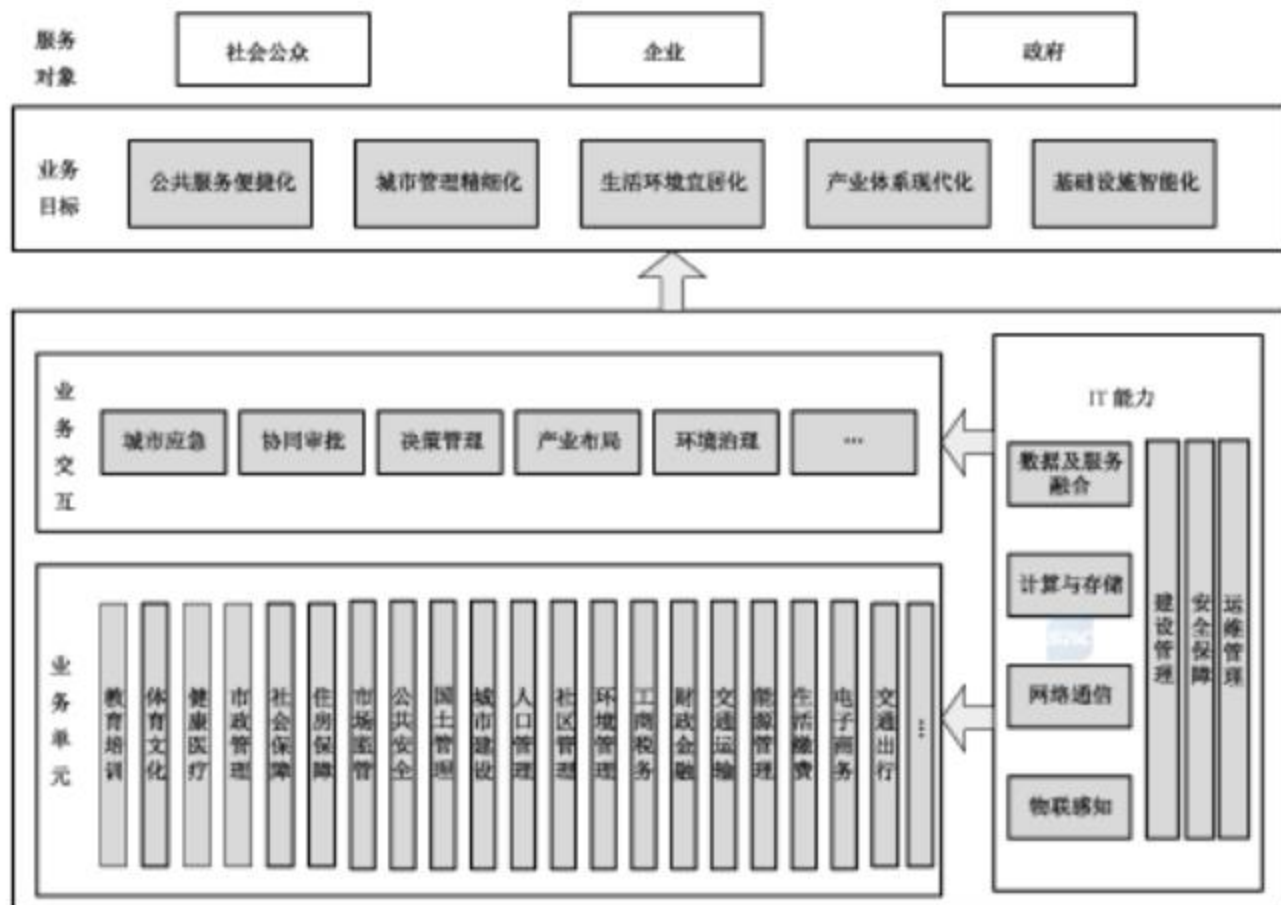 服务
对象
社会公众
企业
政府
业务
目标
公共服务便捷化
城市管理精细化
生活环境宜居化
产业体系现代化
基础设施智能化
业务交互
城市应急
协同审批
决策管理
产业布局
环境治理
…
业务单元
教育培训
体育文化
健康医疗
市政管理
社会保障
住房保障
市场监管
公共安全
国土管理
城市建设
人口管理
社区管理
环境管理
工商税务
财政金融
交通运输
能源管理
生活缴费
电子商务
交通出行
…
IT 能力
数据及服务
融合
计算与存储
网络通信
物联感知
建设管理
安全保障
运维管理